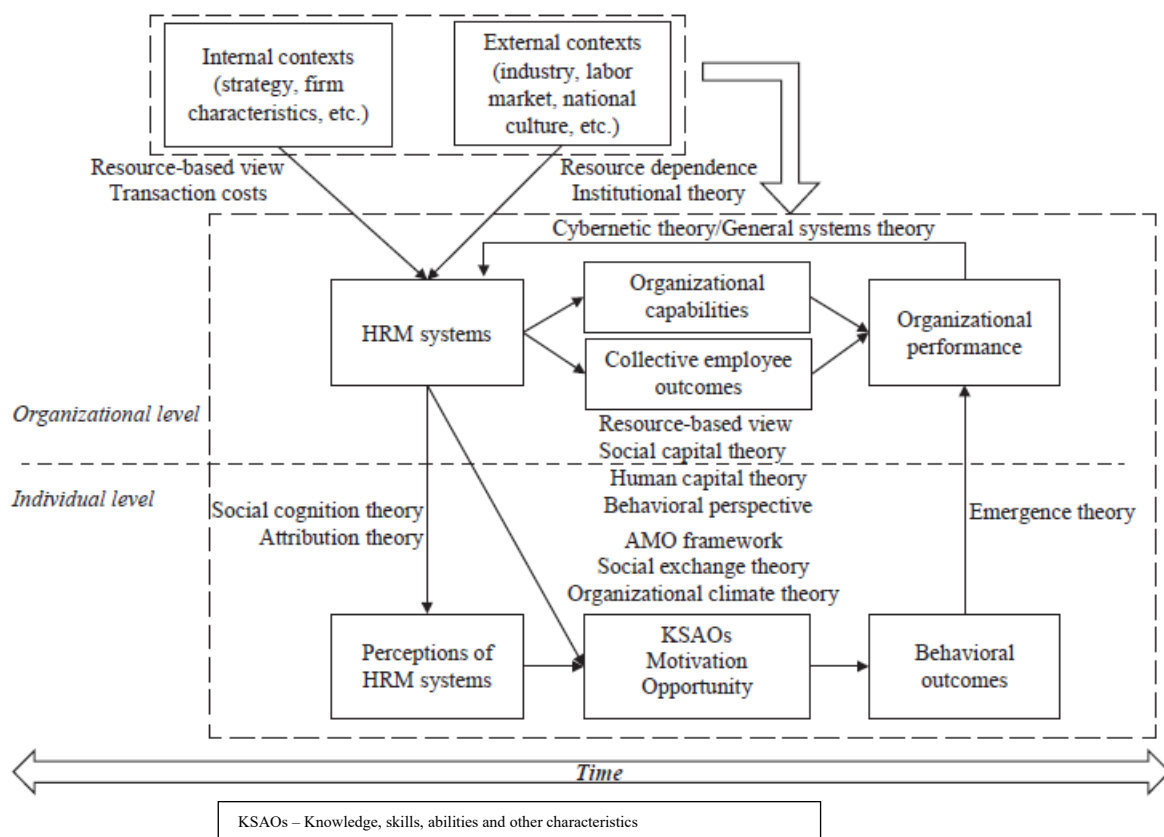 Internal contexts
(strategy, firm
characteristics, etc.)
External contexts
(industry, labor
market, national
culture, etc.)
Resource-based view
Transaction costs
Resource dependence
Institutional theory
Cybernetic theory/General systems theory
HRM systems
Organizational
capabilities
Collective employee
outcomes
Organizational
performance
Resource-based view
Social capital theory
Organizational level
Individual level
Human capital theory
Behavioral perspective
Social cognition theory
Attribution theory
AMO framework
Social exchange theory
Organizational climate theory
Emergence theory
Perceptions of
HRM systems
KSAOs
Motivation
Opportunity
Behavioral
outcomes
Time
KSAOs – Knowledge, skills, abilities and other characteristics